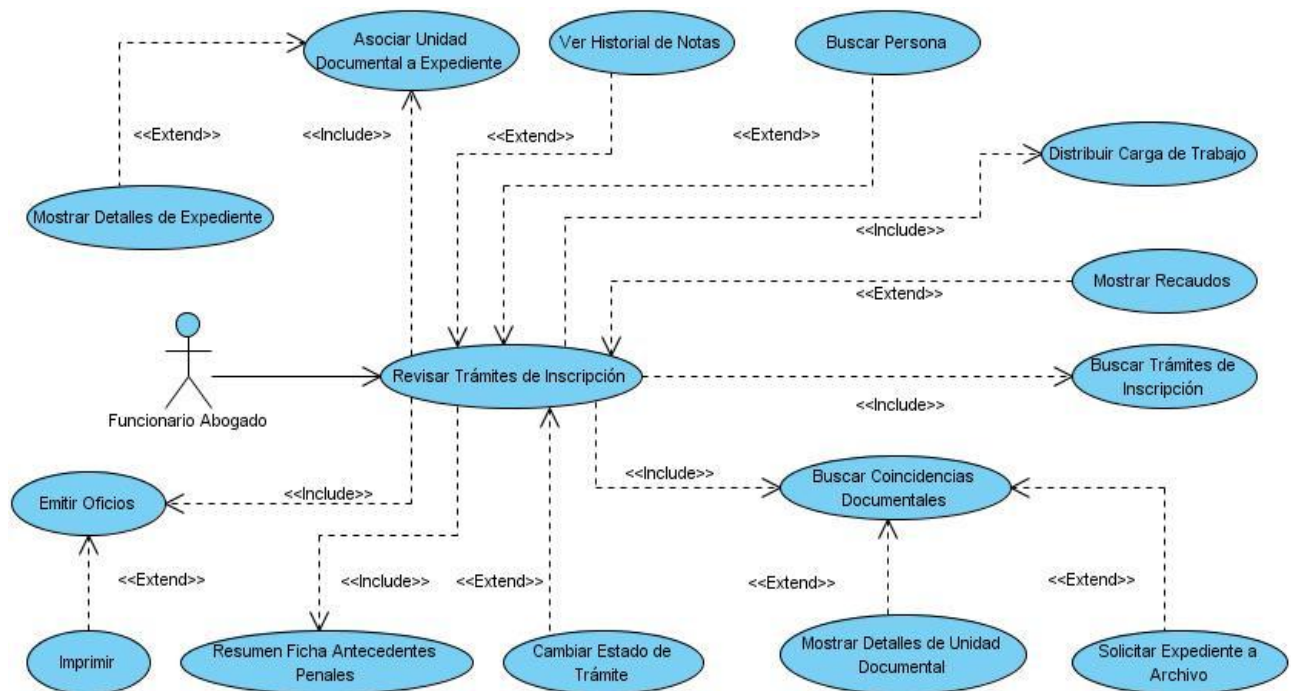 Asociar Unidad
Documental a Expediente
Ver Historial de Notas
Buscar Persona
<<Extend>>
<<Include>>
<<Extend>>
<<Extend>>
Distribuir Carga de Trabajo
Mostrar Detalles de Expediente
<<Include>>
Mostrar Recaudos
<<Extend>>
Revisar Trámites de Inscripción
Buscar Trámites de
Inscripción
<<Include>>
Funcionario Abogado
Buscar Coincidencias
Documentales
<<Include>>
Emitir Oficios
<<Include>>
<<Extend>>
<<Include>>
<<Extend>>
<<Extend>>
<<Extend>>
Imprimir
Resumen Ficha Antecedentes
Penales
Cambiar Estado de
Trámite
Mostrar Detalles de Unidad
Documental
Solicitar Expediente a
Archivo